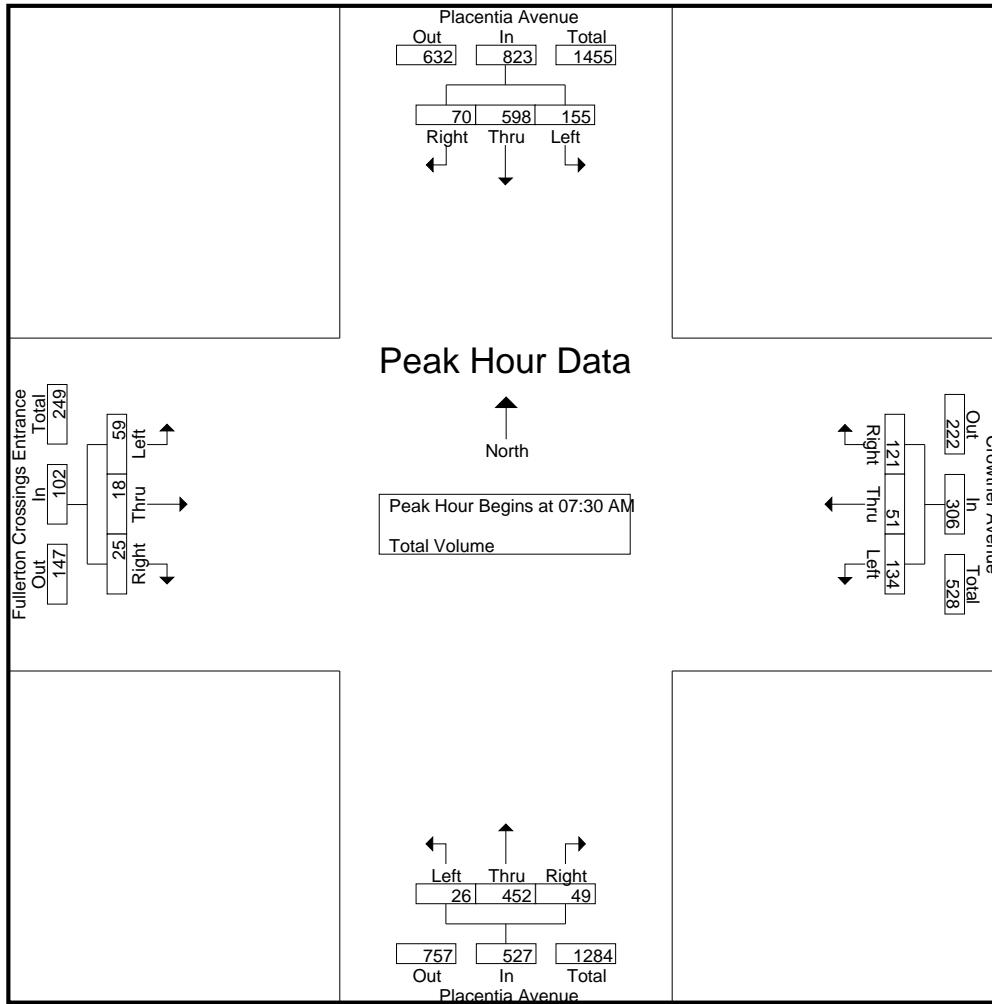 Placentia Avenue
Out In Total
632 823 1455
70 598 155
Right Thru Left
Peak Hour Data
North
Peak Hour Begins at 07:30 AM
Total Volume
Fullerton Crossings Entrance
Out In Total
147 102 249
25 18 59
Right Thru Left
Crowther Avenue
Out In Total
222 306 528
121 51 134
Right Thru Left
Left Thru Right
26 452 49
757 527 1284
Out In Total
Placentia Avenue